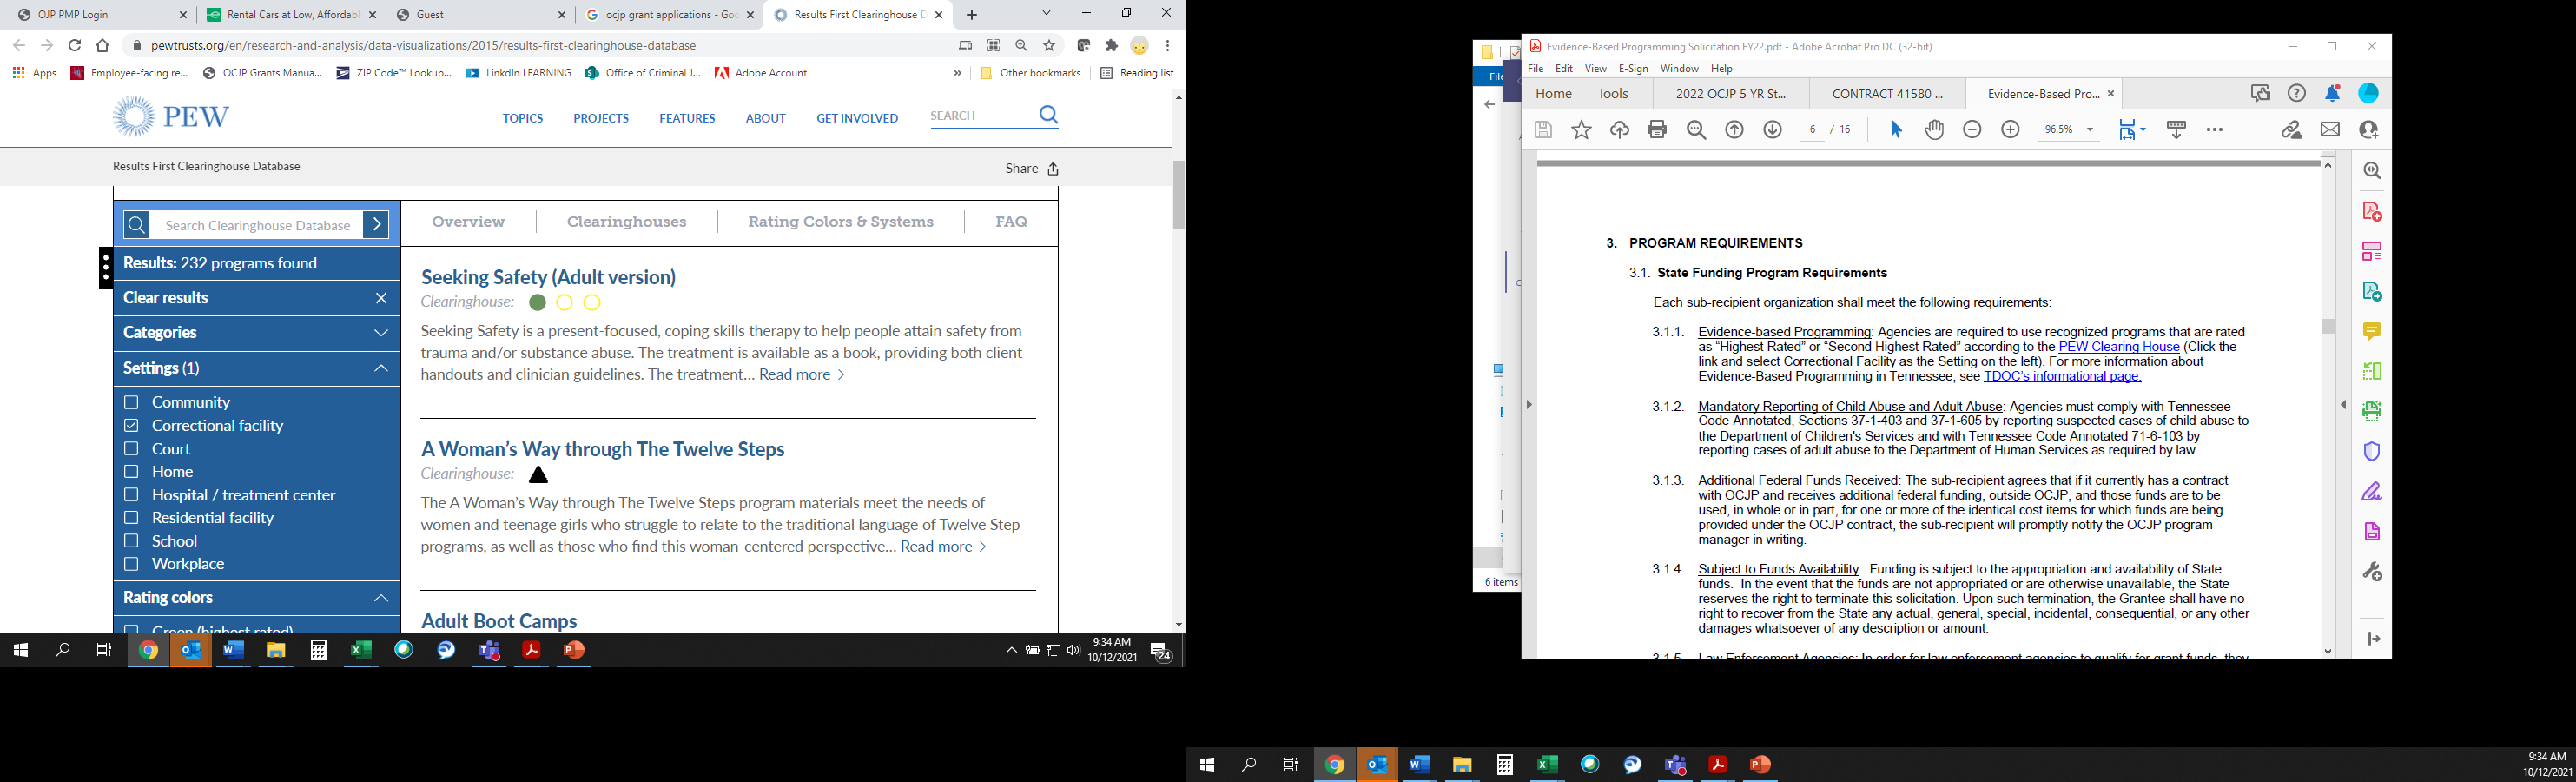 OJP PMP Login
Rental Cars at Low, Affordabl
Guest
ocjp grant applications - Goo
Results First Clearinghouse D
pewtrusts.org/en/research-and-analysis/data-visualizations/2015/results-first-clearinghouse-database
Apps
Employee-facing re...
OCJP Grants Manua...
ZIP Code™ Lookup...
LinkdIn LEARNING
Office of Criminal J...
Adobe Account
»
Other bookmarks
Reading list
PEW
TOPICS
PROJECTS
FEATURES
ABOUT
GET INVOLVED
SEARCH
Results First Clearinghouse Database
Share
Search Clearinghouse Database
Overview
Clearinghouses
Rating Colors & Systems
FAQ
Results: 232 programs found
Clear results
Categories
Settings (1)
Community
Correctional facility
Court
Home
Hospital / treatment center
Residential facility
School
Workplace
Rating colors
Green (highest rated)
Seeking Safety (Adult version)
Clearinghouse:
Seeking Safety is a present-focused, coping skills therapy to help people attain safety from
trauma and/or substance abuse. The treatment is available as a book, providing both client
handouts and clinician guidelines. The treatment... Read more >
A Woman's Way through The Twelve Steps
Clearinghouse:
The A Woman's Way through The Twelve Steps program materials meet the needs of
women and teenage girls who struggle to relate to the traditional language of Twelve Step
programs, as well as those who find this woman-centered perspective... Read more >
Adult Boot Camps
9:34 AM
10/12/2021
24
File
6 items
Evidence-Based Programming Solicitation FY22.pdf - Adobe Acrobat Pro DC (32-bit)
File Edit View E-Sign Window Help
Home
Tools
2022 OCJP 5 YR St...
CONTRACT 41580 ...
Evidence-Based Pro...
6 / 16
96.5%
3. PROGRAM REQUIREMENTS
3.1. State Funding Program Requirements
Each sub-recipient organization shall meet the following requirements:
3.1.1. Evidence-based Programming: Agencies are required to use recognized programs that are rated
as “Highest Rated” or “Second Highest Rated” according to the PEW Clearing House (Click the
link and select Correctional Facility as the Setting on the left). For more information about
Evidence-Based Programming in Tennessee, see TDOC's informational page.
3.1.2. Mandatory Reporting of Child Abuse and Adult Abuse: Agencies must comply with Tennessee
Code Annotated, Sections 37-1-403 and 37-1-605 by reporting suspected cases of child abuse to
the Department of Children's Services and with Tennessee Code Annotated 71-6-103 by
reporting cases of adult abuse to the Department of Human Services as required by law.
3.1.3. Additional Federal Funds Received: The sub-recipient agrees that if it currently has a contract
with OCJP and receives additional federal funding, outside OCJP, and those funds are to be
used, in whole or in part, for one or more of the identical cost items for which funds are being
provided under the OCJP contract, the sub-recipient will promptly notify the OCJP program
manager in writing.
3.1.4. Subject to Funds Availability: Funding is subject to the appropriation and availability of State
funds. In the event that the funds are not appropriated or are otherwise unavailable, the State
reserves the right to terminate this solicitation. Upon such termination, the Grantee shall have no
right to recover from the State any actual, general, special, incidental, consequential, or any other
damages whatsoever of any description or amount.
3.1.5. Law Enforcement Agencies: In order for law enforcement agencies to qualify for grant funds, they
9:34 AM
10/12/2021